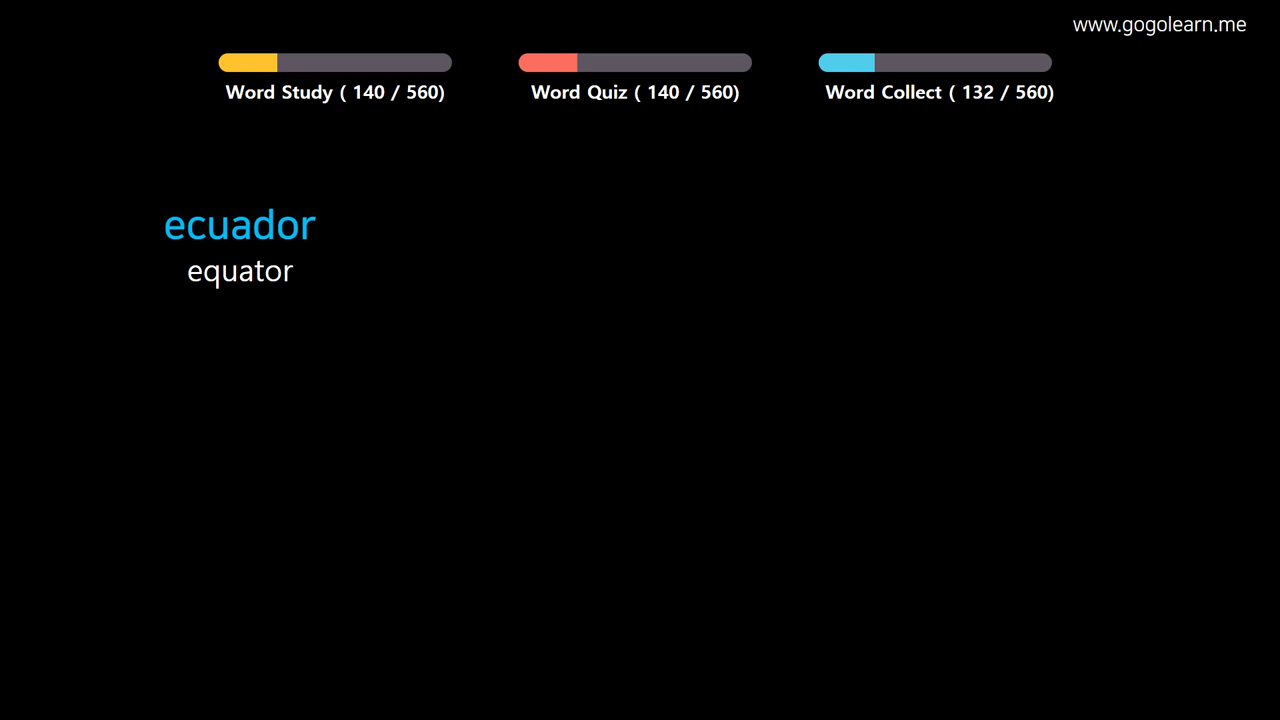 www.gogolearn.me
Word Study ( 140 / 560)
Word Quiz ( 140 / 560)
Word Collect ( 132 / 560)
ecuador
equator